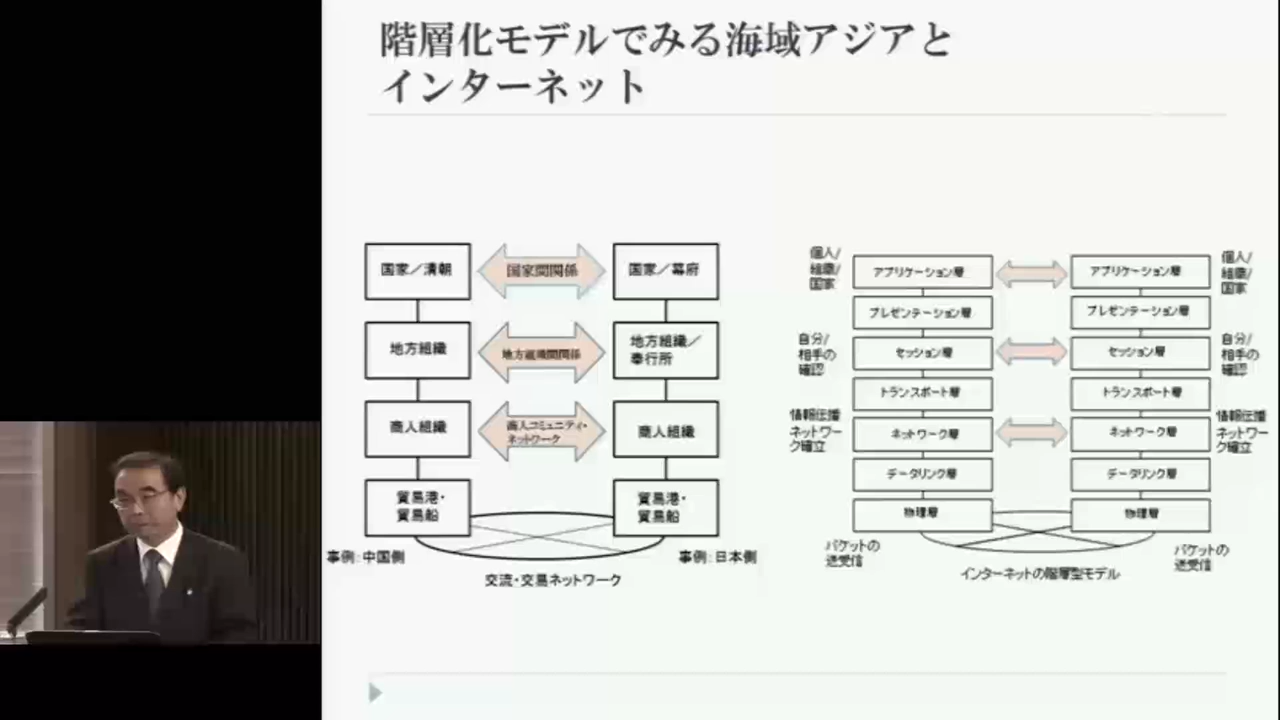 階層化モデルでみる海域アジアと
インターネット
国家／清朝
国家間関係
国家／幕府
地方組織
地方組織間関係
地方組織／
奉行所
商人組織
商人コミュニティ・
ネットワーク
商人組織
貿易港・
貿易船
貿易港・
貿易船
事例：中国側
事例：日本側
交流・交易ネットワーク
個人/
組織/
国家
アプリケーション層
アプリケーション層
個人/
組織/
国家
プレゼンテーション層
プレゼンテーション層
自分/
相手の
確認
セッション層
セッション層
自分/
相手の
確認
トランスポート層
トランスポート層
情報伝播
ネットワー
ク確立
ネットワーク層
ネットワーク層
情報伝播
ネットワー
ク確立
データリンク層
データリンク層
物理層
物理層
パケットの
送受信
パケットの
送受信
インターネットの階層型モデル